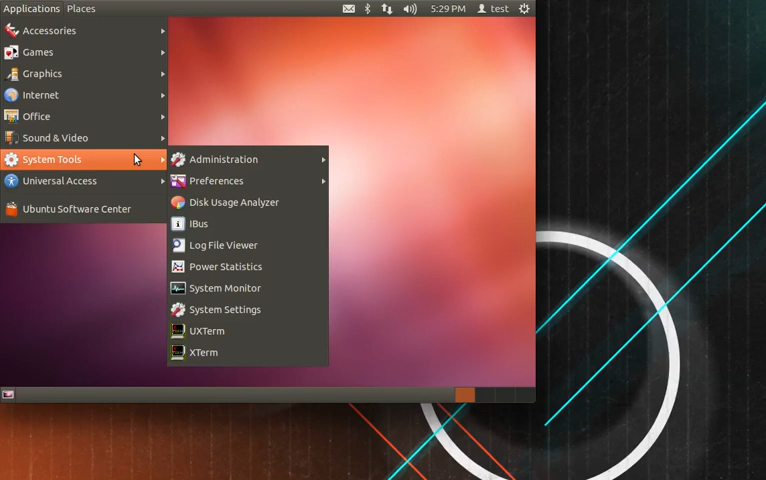 Applications Places 5:29 PM test
Accessories
Games
Graphics
Internet
Office
Sound & Video
System Tools
Universal Access
Ubuntu Software Center
Administration
Preferences
Disk Usage Analyzer
IBus
Log File Viewer
Power Statistics
System Monitor
System Settings
UXTerm
XTerm